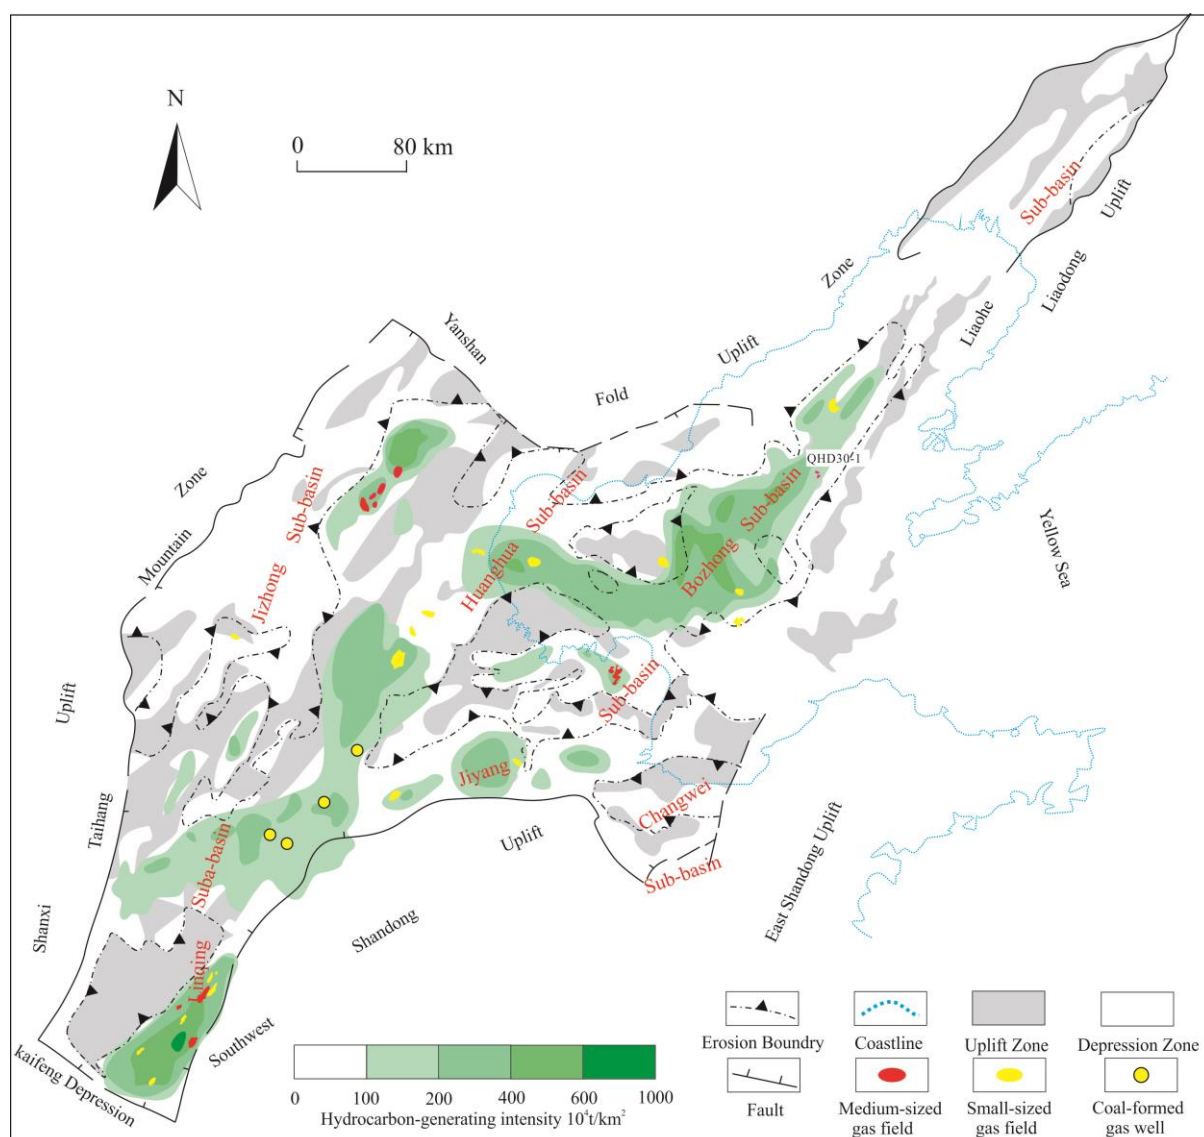 N
0 80 km
Sub-basin
Uplift
Liaodong
Liaohe
Zone
Uplift
Fold
Yanshan
QHD30-1
Sub-basin
Bozhong
Sub-basin
Huanghua
Yellow Sea
Zone
Mountain
Sub-basin
Jizhong
Uplift
Taihang
Shanxi
Sub-basin
Jiyang
Changwei
Sub-basin
Uplift
Shandong
Southwest
East Shandong Uplift
Suba-basin
Linqing
kaifeng Depression
0 100 200 400 600 1000
Hydrocarbon-generating intensity 10⁴t/km²
Erosion Boundry
Coastline
Uplift Zone
Depression Zone
Fault
Medium-sized
gas field
Small-sized
gas field
Coal-formed
gas well